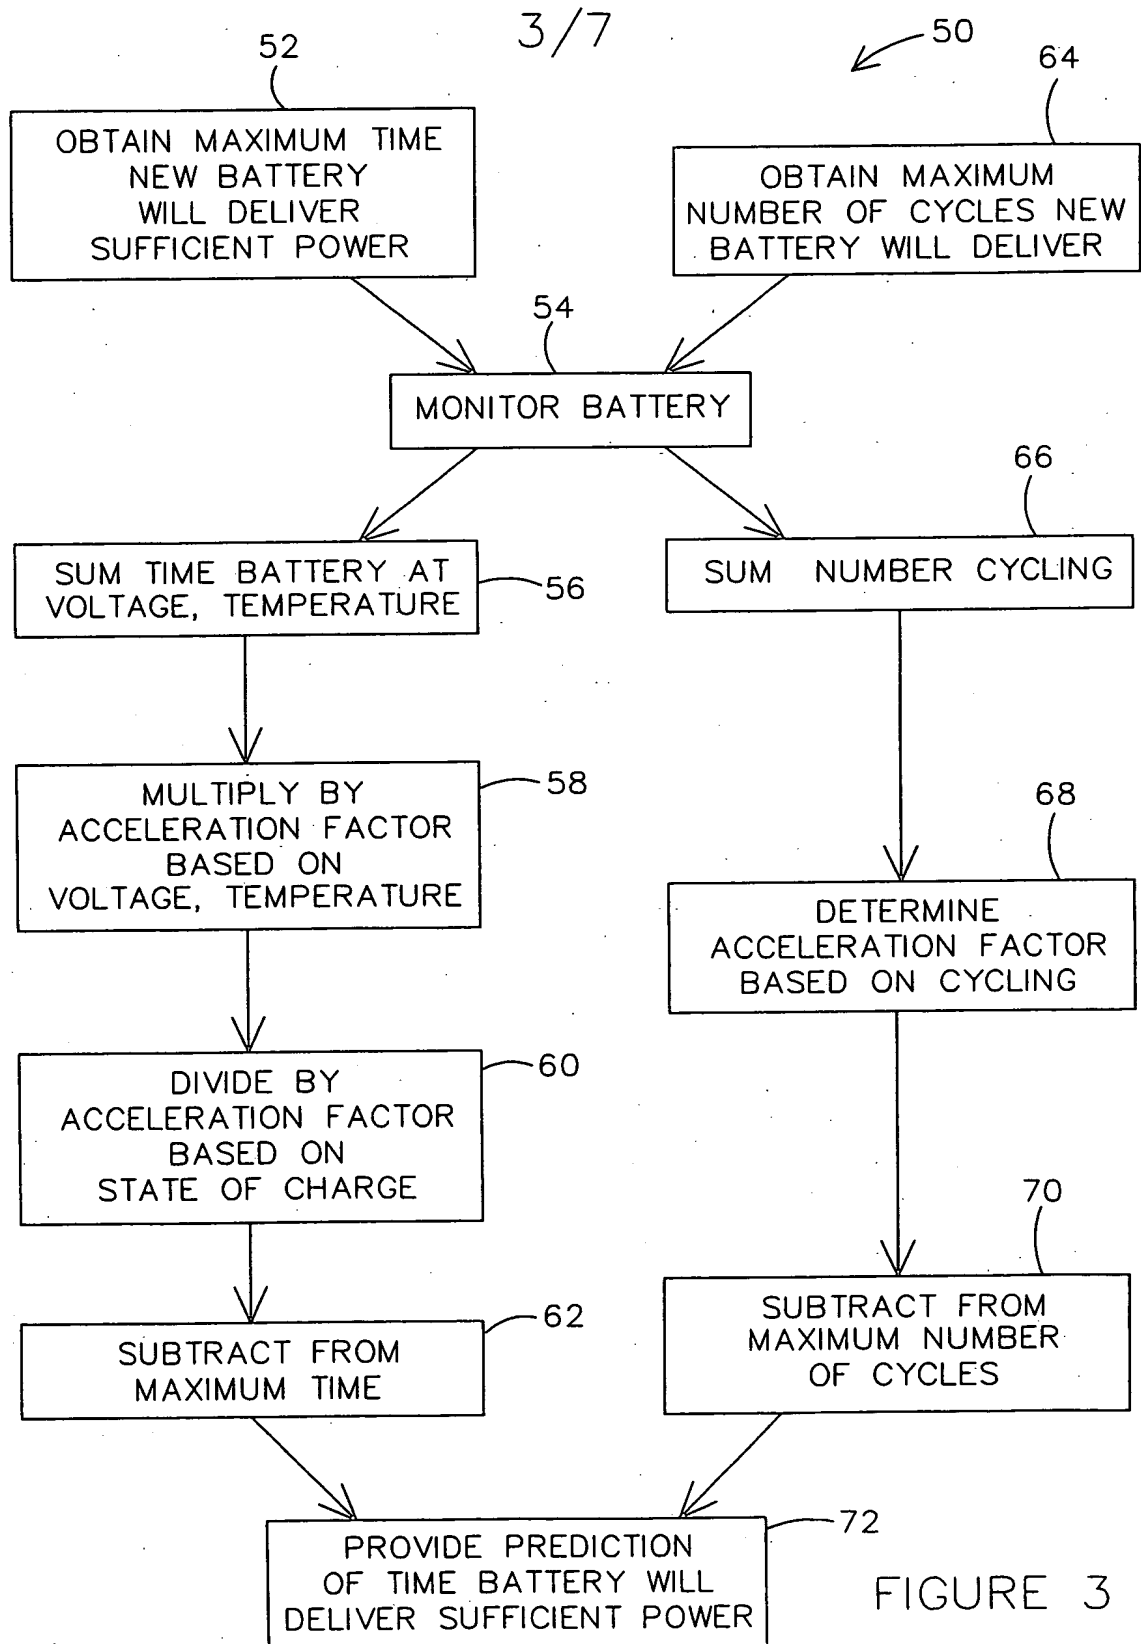 3/7
50
52
OBTAIN MAXIMUM TIME
NEW BATTERY
WILL DELIVER
SUFFICIENT POWER
64
OBTAIN MAXIMUM
NUMBER OF CYCLES NEW
BATTERY WILL DELIVER
54
MONITOR BATTERY
56
SUM TIME BATTERY AT
VOLTAGE, TEMPERATURE
66
SUM NUMBER CYCLING
58
MULTIPLY BY
ACCELERATION FACTOR
BASED ON
VOLTAGE, TEMPERATURE
68
DETERMINE
ACCELERATION FACTOR
BASED ON CYCLING
60
DIVIDE BY
ACCELERATION FACTOR
BASED ON
STATE OF CHARGE
70
SUBTRACT FROM
MAXIMUM NUMBER
OF CYCLES
62
SUBTRACT FROM
MAXIMUM TIME
72
PROVIDE PREDICTION
OF TIME BATTERY WILL
DELIVER SUFFICIENT POWER
FIGURE 3